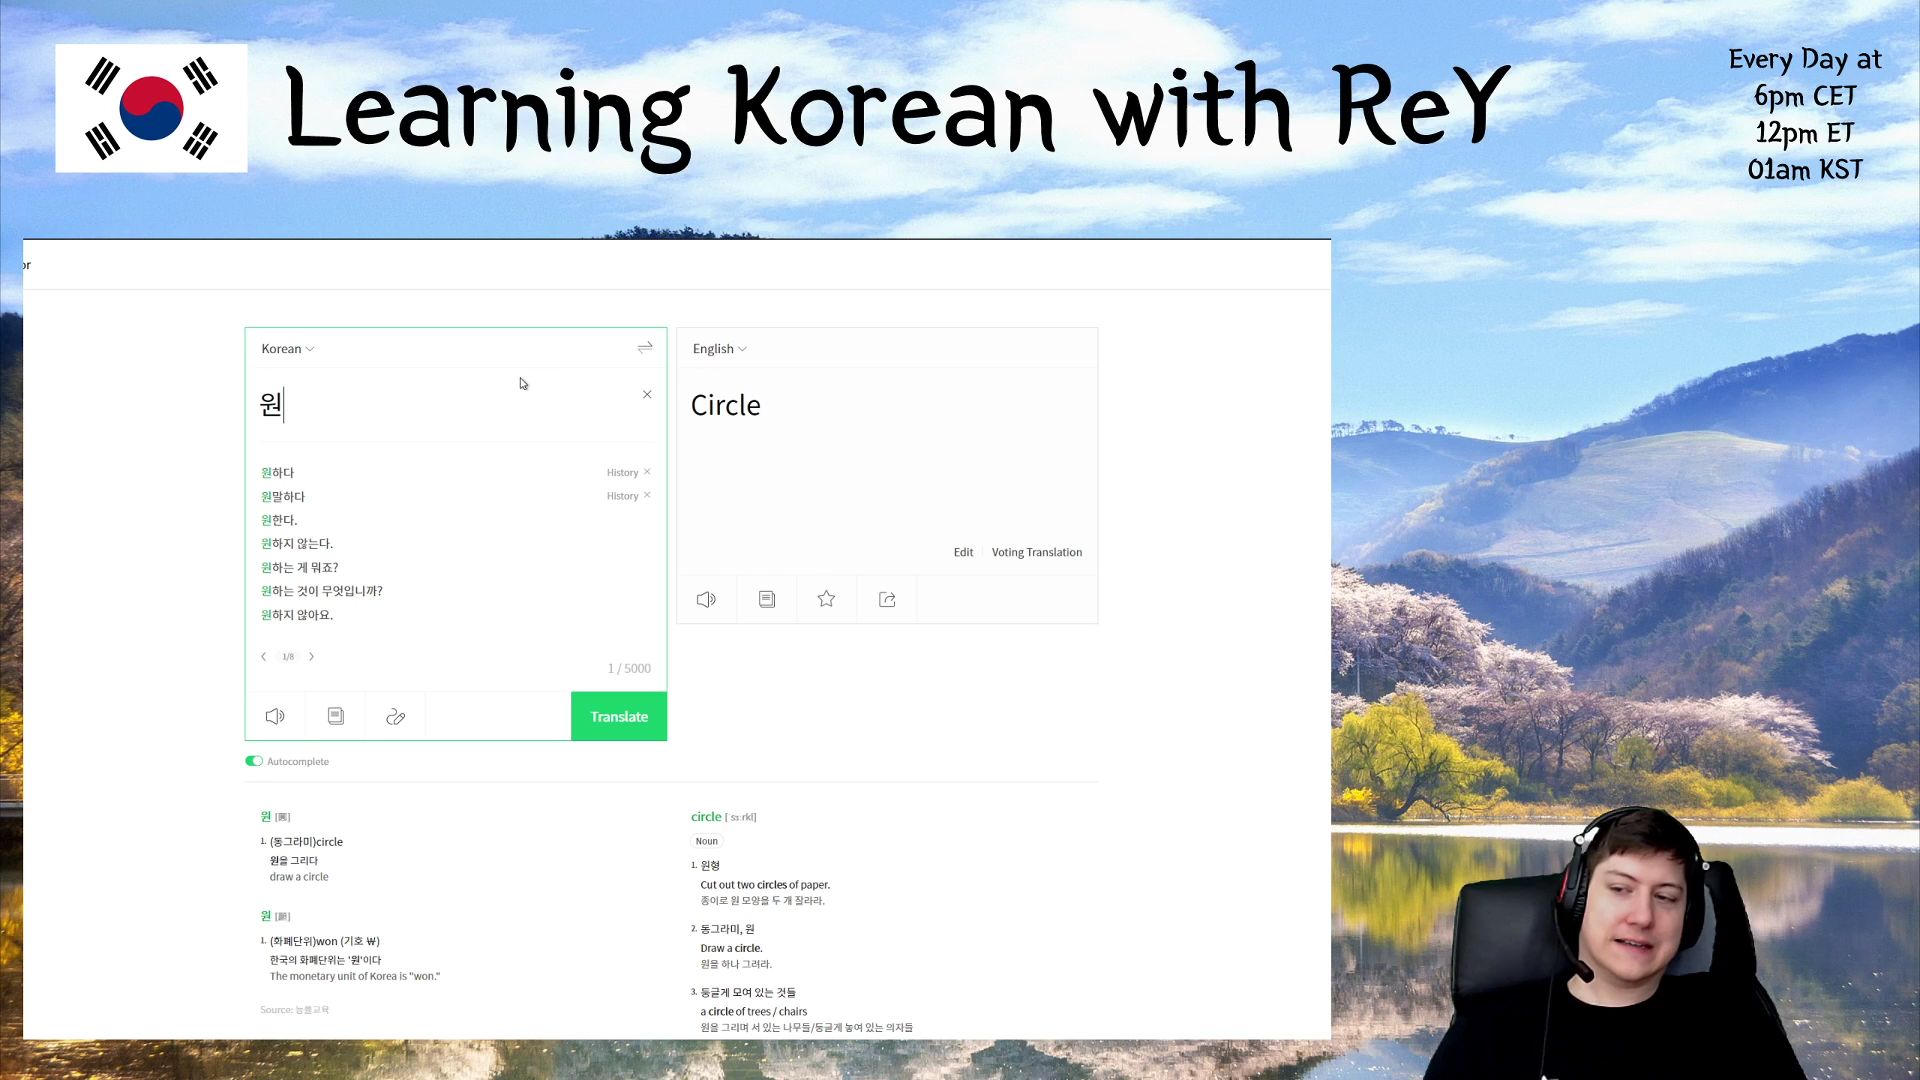 Learning Korean with ReY
Every Day at
6pm CET
12pm ET
01am KST
or
Korean
원
원하다 History
원말하다 History
원한다.
원하지 않는다.
원하는 게 뭐죠?
원하는 것이 무엇입니까?
원하지 않아요.
1/8
1 / 5000
Translate
Autocomplete
English
Circle
Edit Voting Translation
원
1. (동그라미)circle
원을 그리다
draw a circle
원
1. (화폐단위)won (기호 ₩)
한국의 화폐단위는 '원'이다
The monetary unit of Korea is "won."
Source: 능률교육
circle [ sɜːrkl]
Noun
1. 원형
Cut out two circles of paper.
종이로 원 모양을 두 개 잘라라.
2. 동그라미, 원
Draw a circle.
원을 하나 그려라.
3. 둥글게 모여 있는 것들
a circle of trees / chairs
원을 그리며 서 있는 나무들/둥글게 놓여 있는 의자들